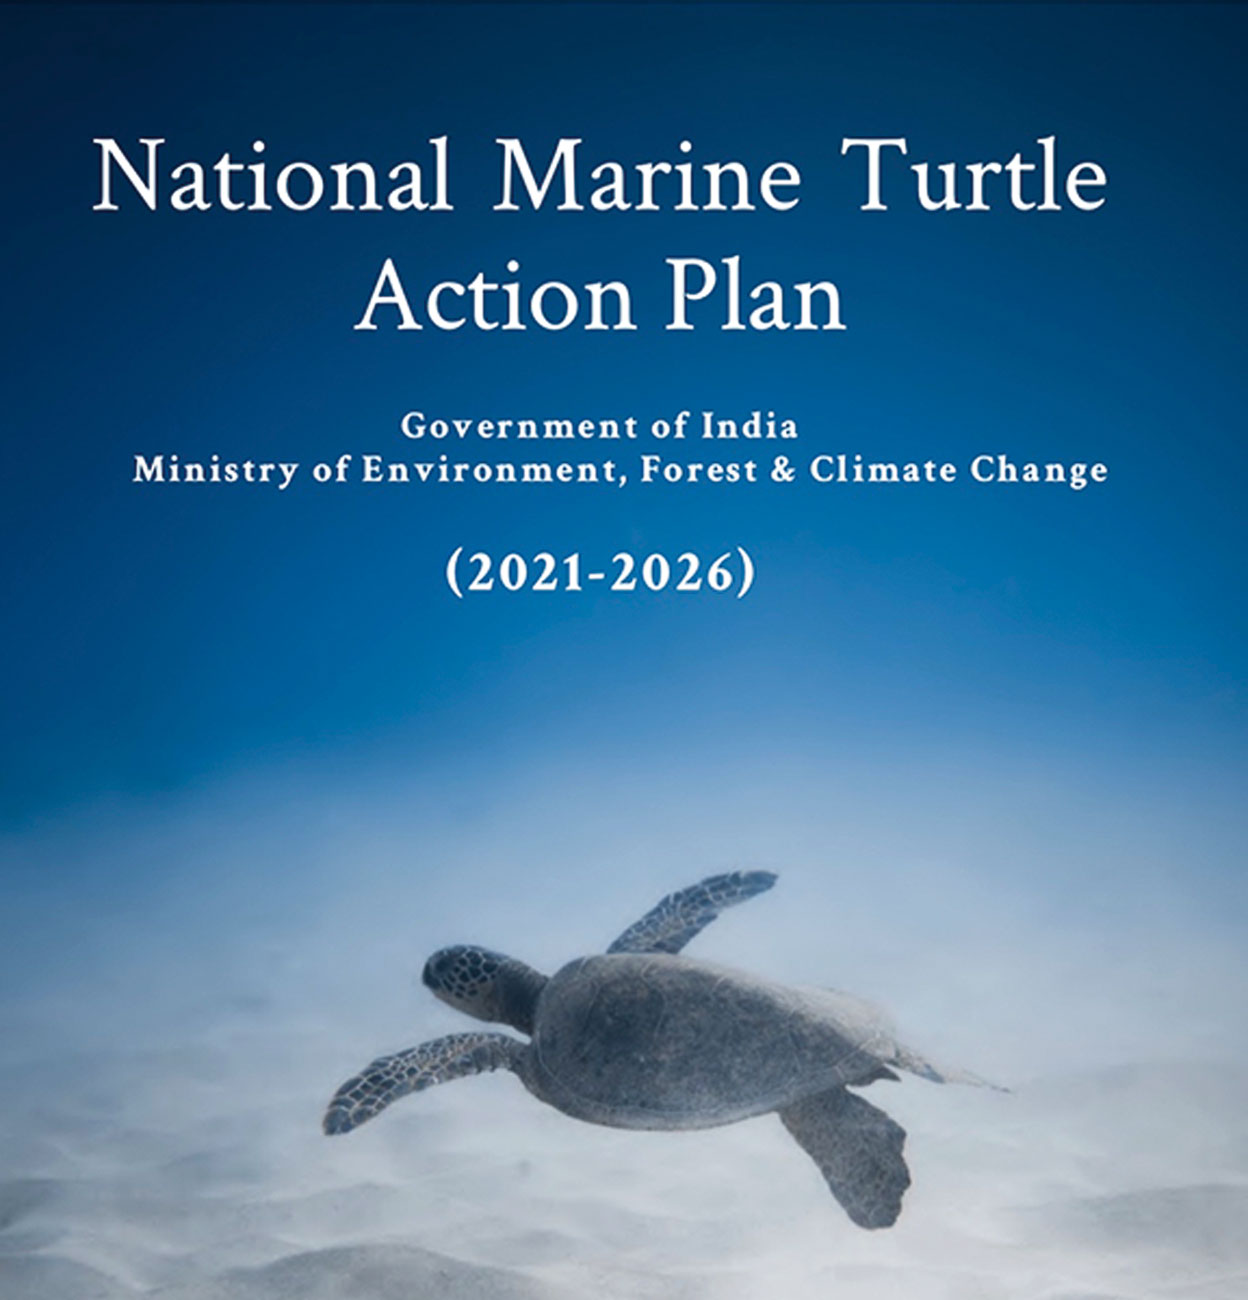 National Marine Turtle
Action Plan
Government of India
Ministry of Environment, Forest & Climate Change
(2021-2026)